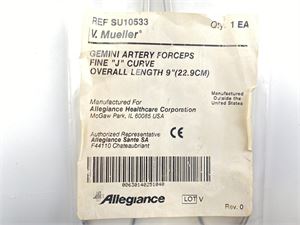 REF SU10533 Qty. 1 EA
V. Mueller®
GEMINI ARTERY FORCEPS
FINE "J" CURVE
OVERALL LENGTH 9"(22.9CM)
Manufactured For
Allegiance Healthcare Corporation
McGaw Park, IL 60085 USA
Manufactured
Outside the
United States
Authorized Representative
Allegiance Sante SA
F44110 Chateaubriant
CE
00630140251040
Allegiance
LOT V
Rev. 0